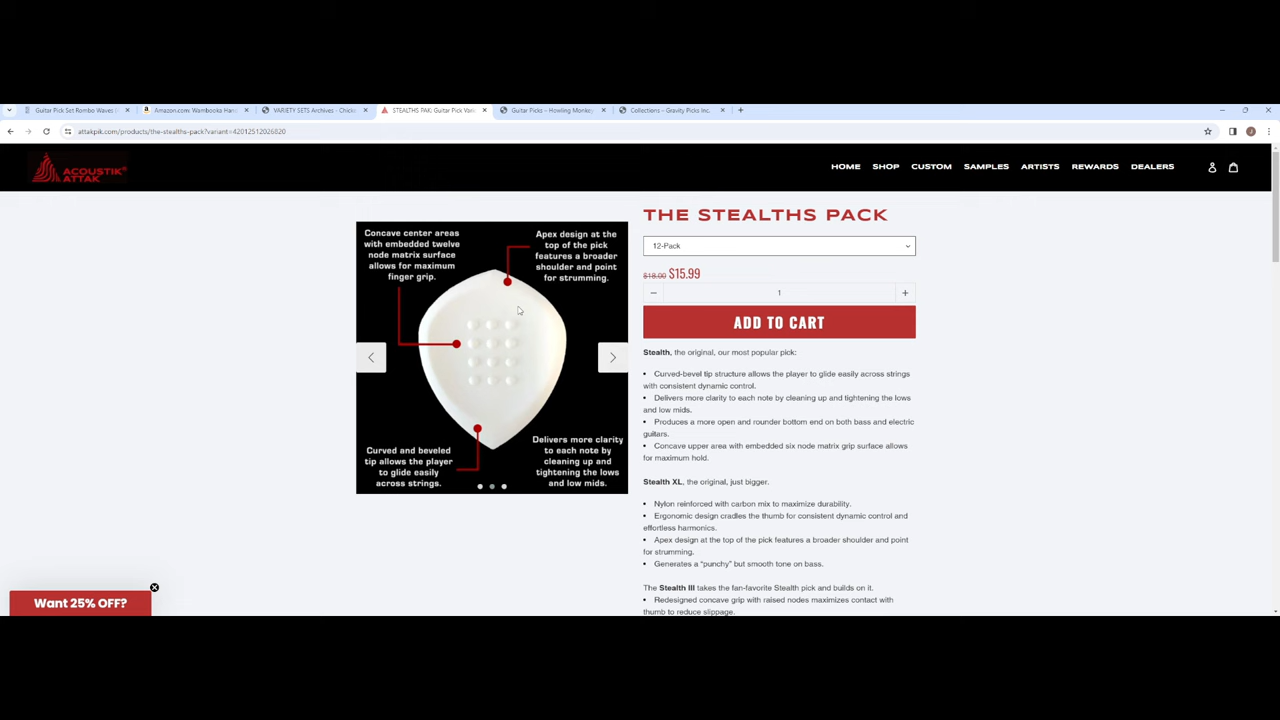 Guitar Pick Set Rombo Waves
Amazon.com: Wambooka Han
VARIETY SETS Archives - Chick
STEALTHS PAK: Guitar Pick Vari
Guitar Picks – Howling Monkey
Collections – Gravity Picks Inc.
attakpik.com/products/the-stealths-pack?variant=42012512026820
J
ACOUSTIK®
ATTAK
HOME
SHOP
CUSTOM
SAMPLES
ARTISTS
REWARDS
DEALERS
Concave center areas
with embedded twelve
node matrix surface
allows for maximum
finger grip.
Apex design at the
top of the pick
features a broader
shoulder and point
for strumming.
Curved and beveled
tip allows the player
to glide easily
across strings.
Delivers more clarity
to each note by
cleaning up and
tightening the lows
and low mids.
THE STEALTHS PACK
12-Pack
$18.00 $15.99
− 1 +
ADD TO CART
Stealth, the original, our most popular pick:
• Curved-bevel tip structure allows the player to glide easily across strings
with consistent dynamic control.
• Delivers more clarity to each note by cleaning up and tightening the lows
and low mids.
• Produces a more open and rounder bottom end on both bass and electric
guitars.
• Concave upper area with embedded six node matrix grip surface allows
for maximum hold.
Stealth XL, the original, just bigger.
• Nylon reinforced with carbon mix to maximize durability.
• Ergonomic design cradles the thumb for consistent dynamic control and
effortless harmonics.
• Apex design at the top of the pick features a broader shoulder and point
for strumming.
• Generates a “punchy” but smooth tone on bass.
The Stealth III takes the fan-favorite Stealth pick and builds on it.
• Redesigned concave grip with raised nodes maximizes contact with
thumb to reduce slippage.
Want 25% OFF?